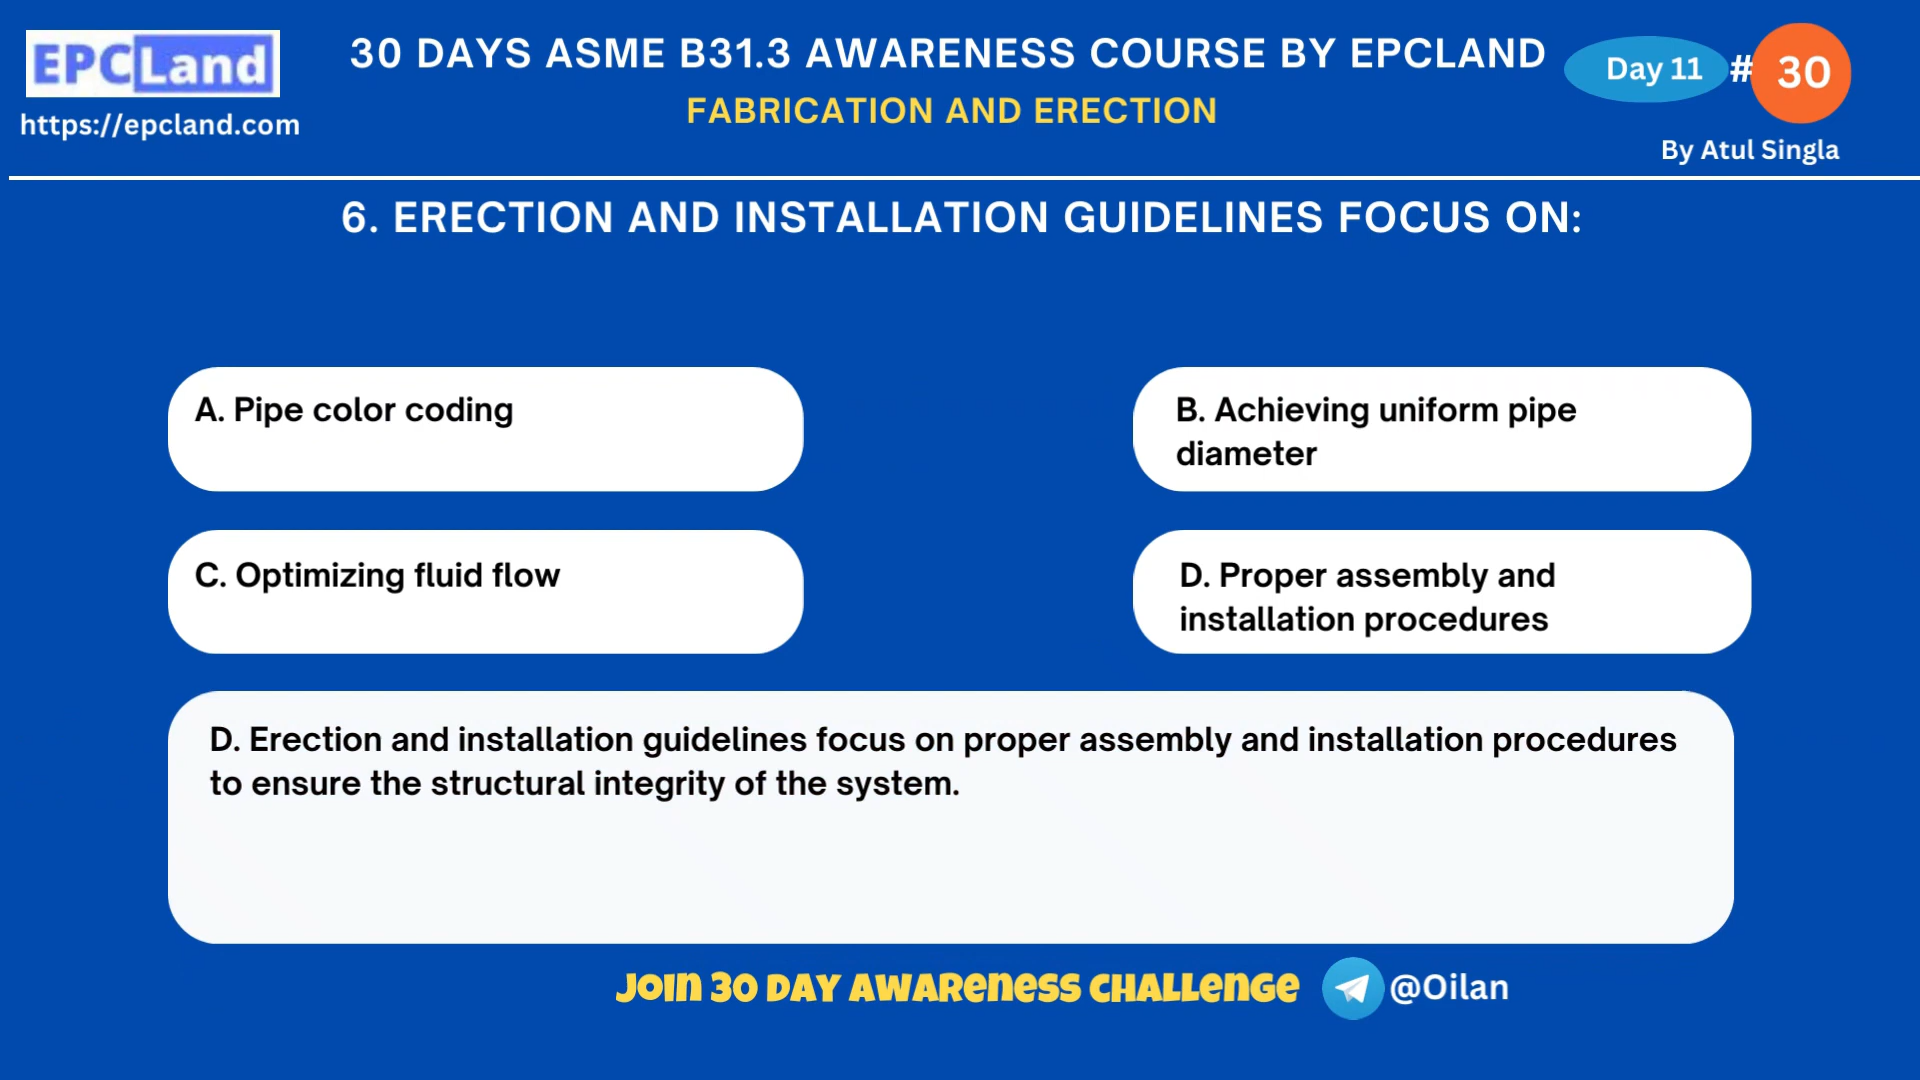 EPCLand
https://epcland.com
30 DAYS ASME B31.3 AWARENESS COURSE BY EPCLAND
FABRICATION AND ERECTION
Day 11 # 30
By Atul Singla
6. ERECTION AND INSTALLATION GUIDELINES FOCUS ON:
A. Pipe color coding
B. Achieving uniform pipe
diameter
C. Optimizing fluid flow
D. Proper assembly and
installation procedures
D. Erection and installation guidelines focus on proper assembly and installation procedures
to ensure the structural integrity of the system.
JOIN 30 DAY AWARENESS CHALLENGE @Oilan